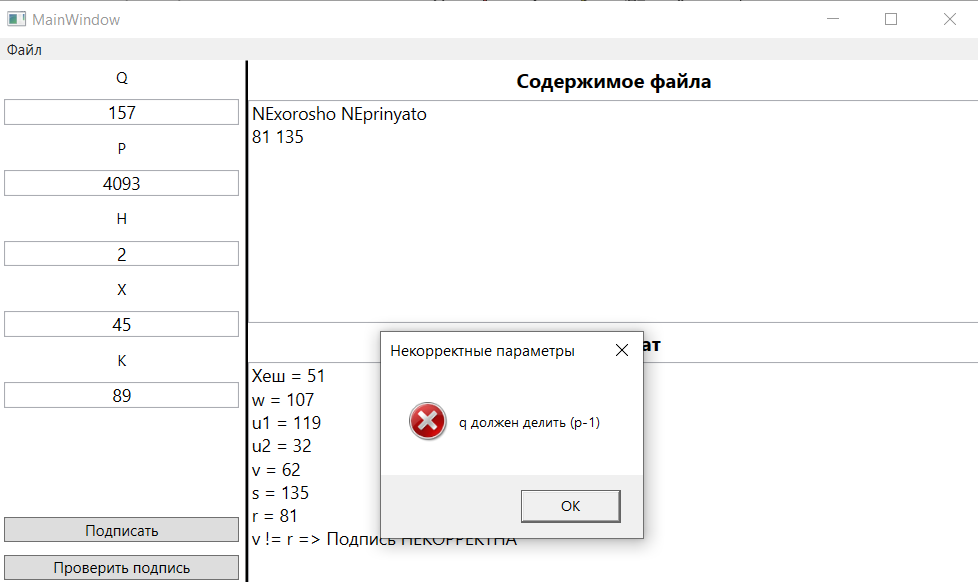 MainWindow
Файл
Q
157
P
4093
H
2
X
45
K
89
Подписать
Проверить подпись
Содержимое файла
NExorosho NEprinyato
81 135
ат
Хеш = 51
w = 107
u1 = 119
u2 = 32
v = 62
s = 135
r = 81
v != r => Подпись НЕКОРРЕКТНА
Некорректные параметры
q должен делить (p-1)
OK